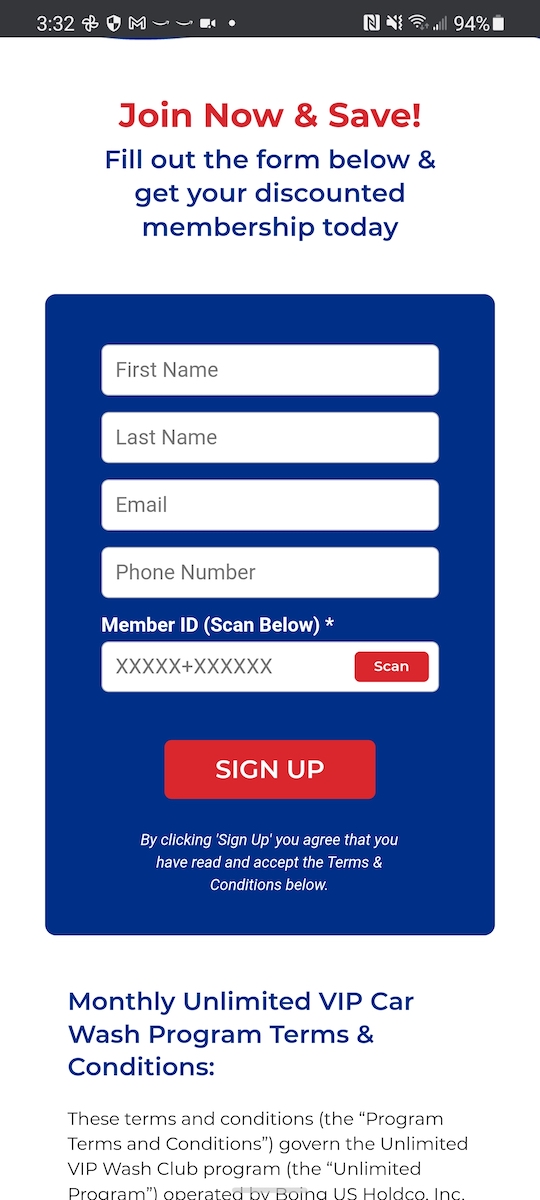 3:32
94%
Join Now & Save!
Fill out the form below &
get your discounted
membership today
First Name
Last Name
Email
Phone Number
Member ID (Scan Below) *
XXXXX+XXXXXX
Scan
SIGN UP
By clicking 'Sign Up' you agree that you
have read and accept the Terms &
Conditions below.
Monthly Unlimited VIP Car
Wash Program Terms &
Conditions:
These terms and conditions (the “Program
Terms and Conditions”) govern the Unlimited
VIP Wash Club program (the “Unlimited
Program”) operated by Boing US Holdco, Inc.